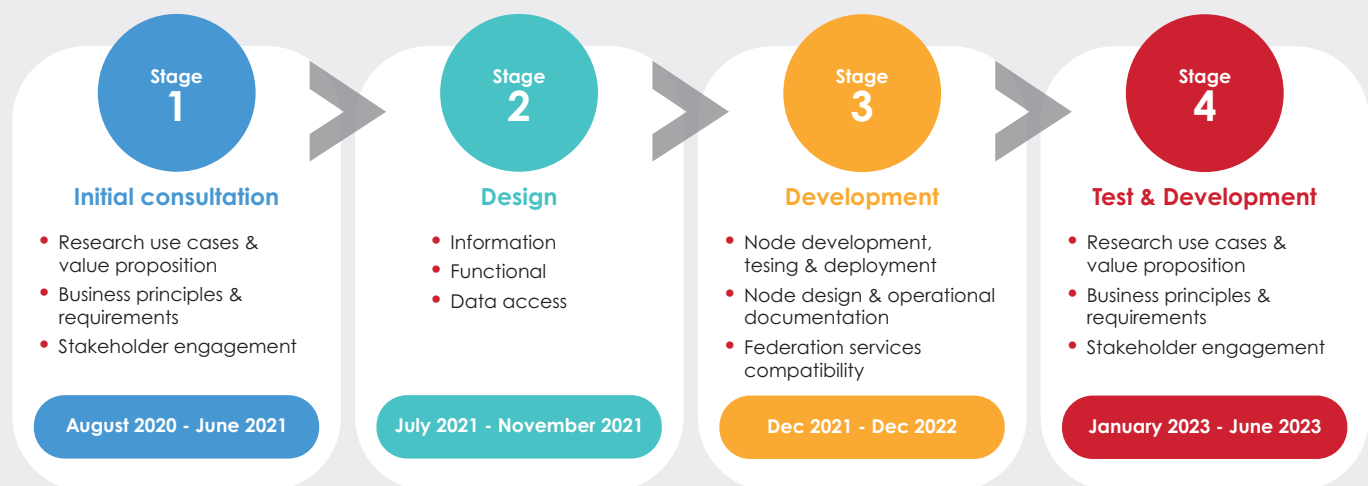 Stage
1
Initial consultation
• Research use cases &
value proposition
• Business principles &
requirements
• Stakeholder engagement
August 2020 - June 2021
Stage
2
Design
• Information
• Functional
• Data access
July 2021 - November 2021
Stage
3
Development
• Node development,
tesing & deployment
• Node design & operational
documentation
• Federation services
compatibility
Dec 2021 - Dec 2022
Stage
4
Test & Development
• Research use cases &
value proposition
• Business principles &
requirements
• Stakeholder engagement
January 2023 - June 2023